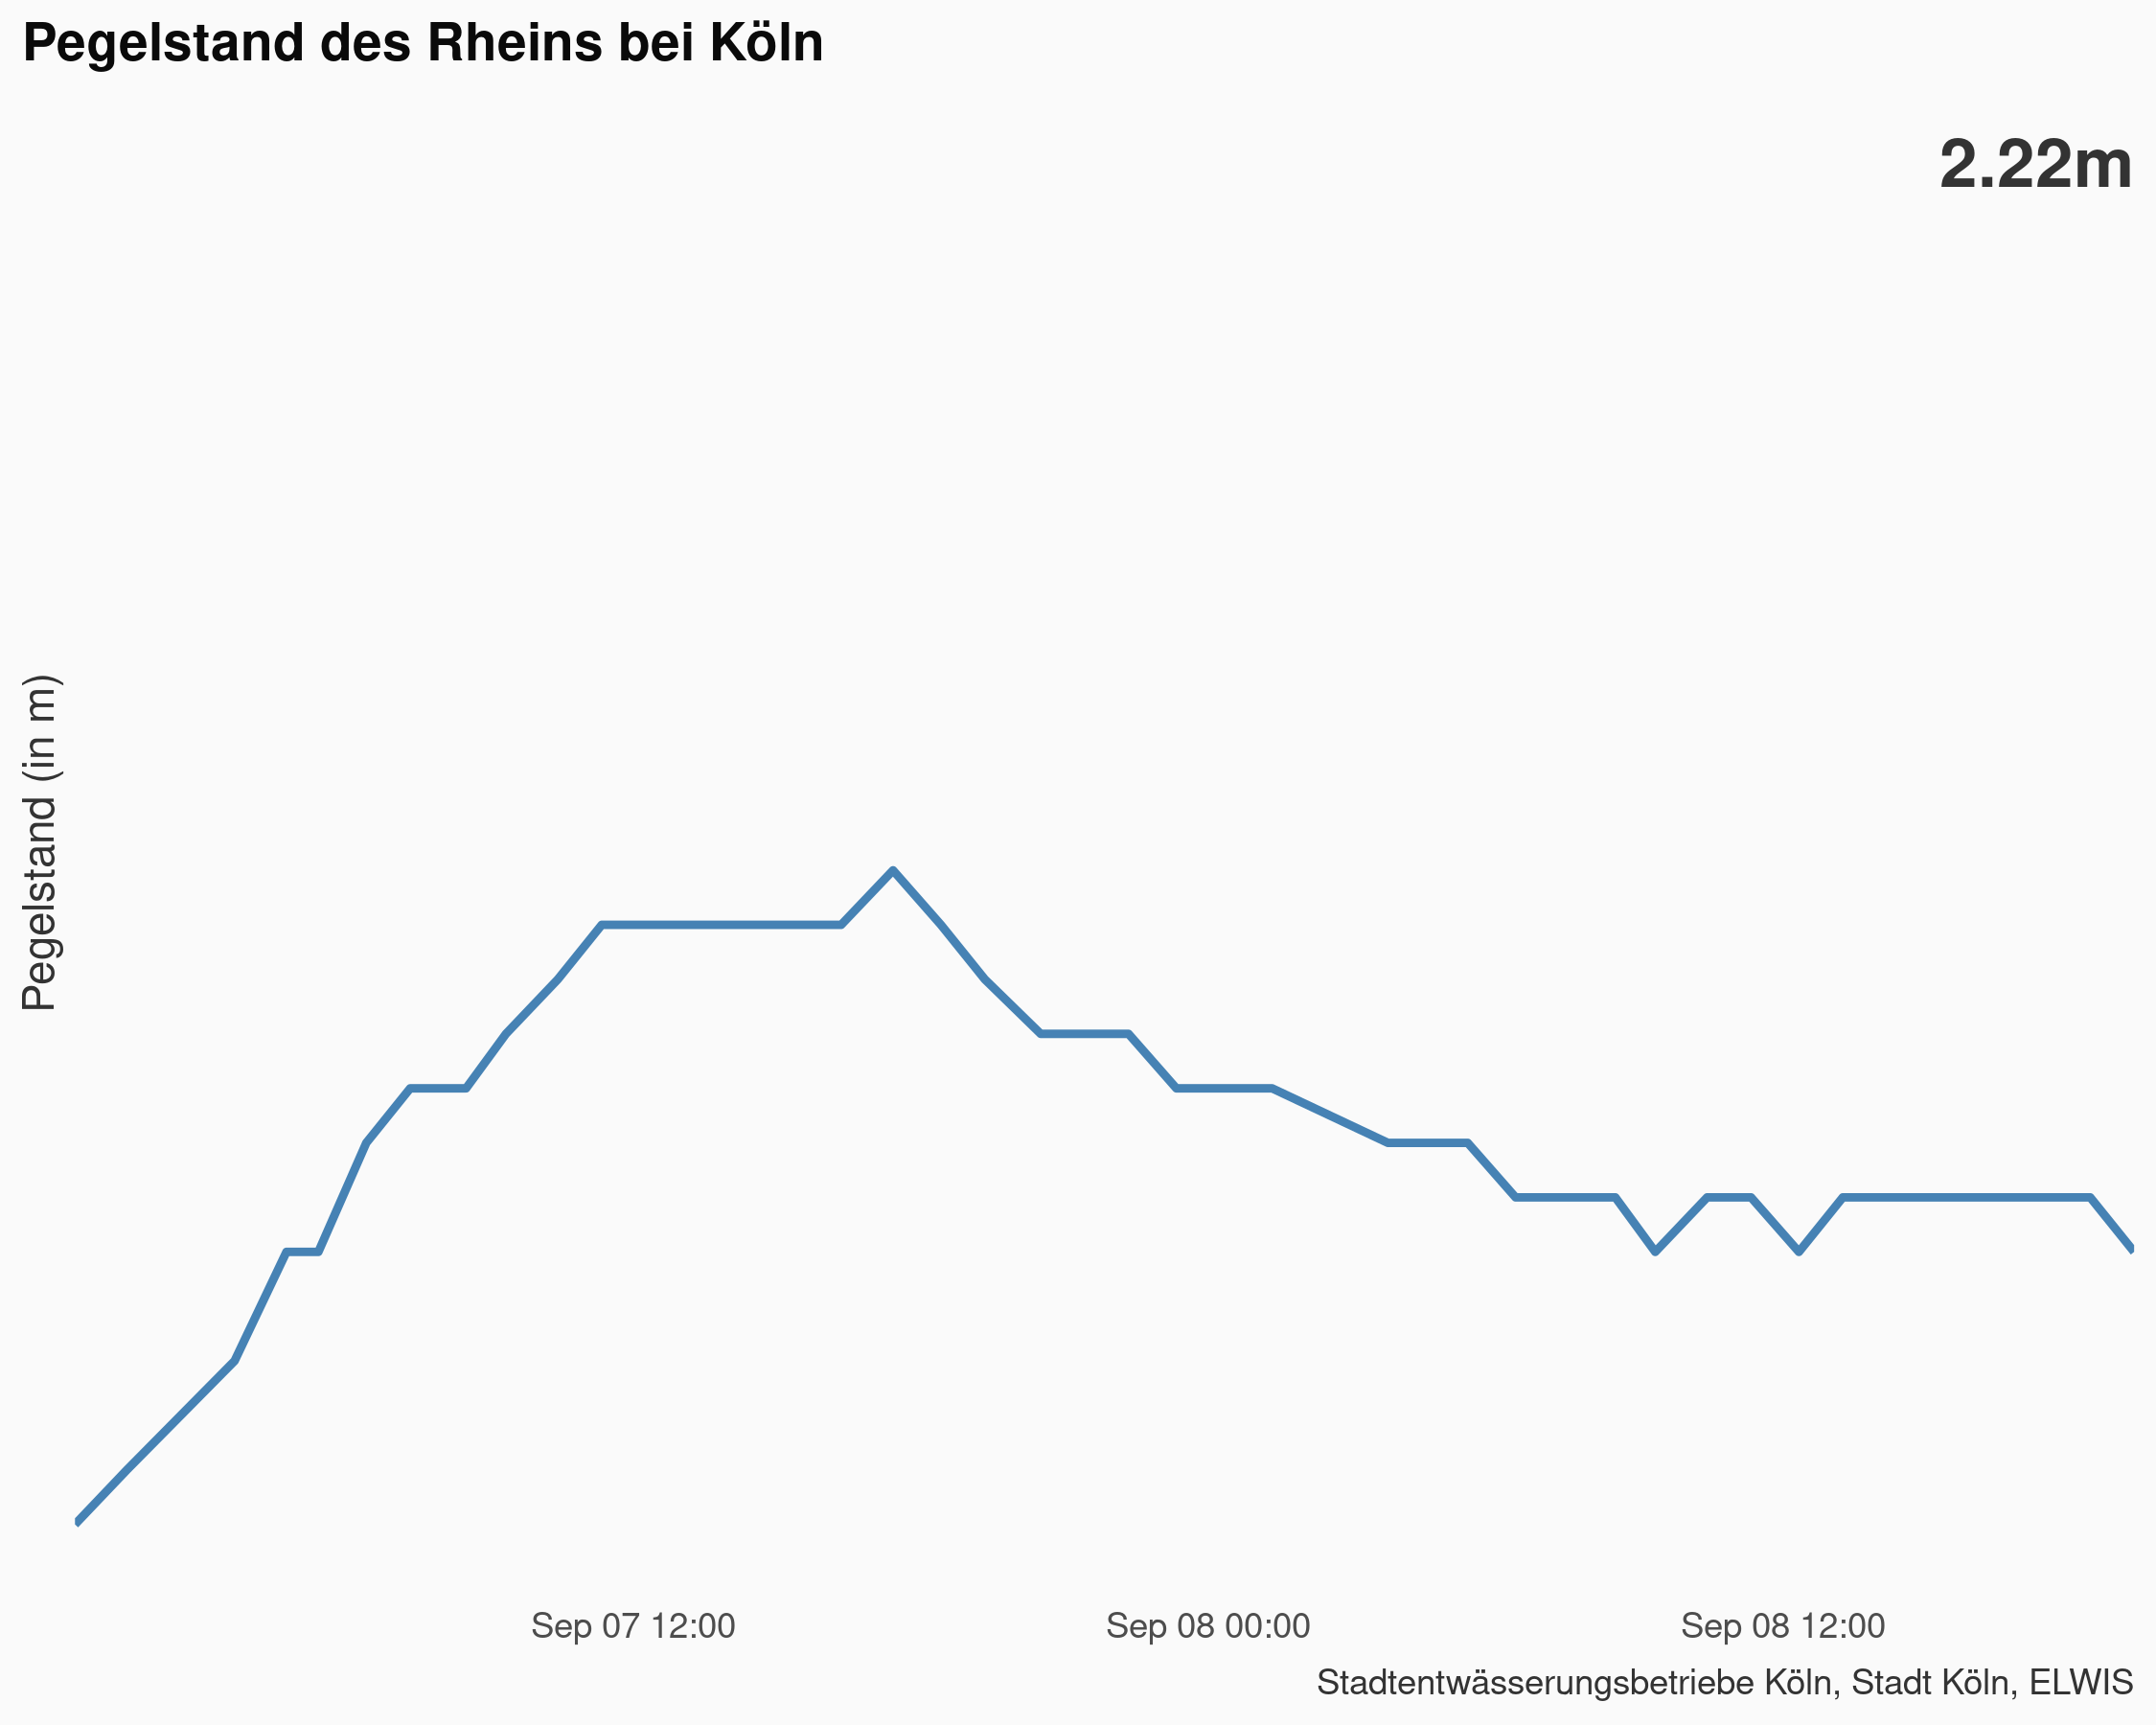 Pegelstand des Rheins bei Köln
2.22m
Pegelstand (in m)
Sep 07 12:00
Sep 08 00:00
Sep 08 12:00
Stadtentwässerungsbetriebe Köln, Stadt Köln, ELWIS